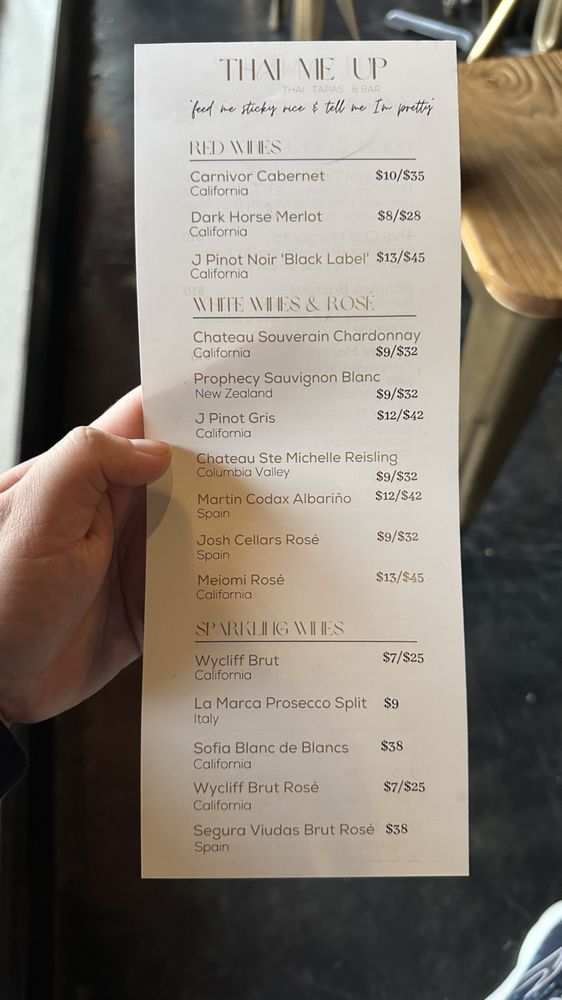 THAI ME UP
THAI TAPAS & BAR
"feed me sticky rice & tell me I'm pretty"
RED WINES
Carnivor Cabernet $10/$35
California
Dark Horse Merlot $8/$28
California
J Pinot Noir 'Black Label' $13/$45
California
WHITE WINES & ROSÉ
Chateau Souverain Chardonnay
California $9/$32
Prophecy Sauvignon Blanc
New Zealand $9/$32
J Pinot Gris $12/$42
California
Chateau Ste Michelle Reisling
Columbia Valley $9/$32
Martin Codax Albariño $12/$42
Spain
Josh Cellars Rosé $9/$32
Spain
Meiomi Rosé $13/$45
California
SPARKLING WINES
Wycliff Brut $7/$25
California
La Marca Prosecco Split $9
Italy
Sofia Blanc de Blancs $38
California
Wycliff Brut Rosé $7/$25
California
Segura Viudas Brut Rosé $38
Spain